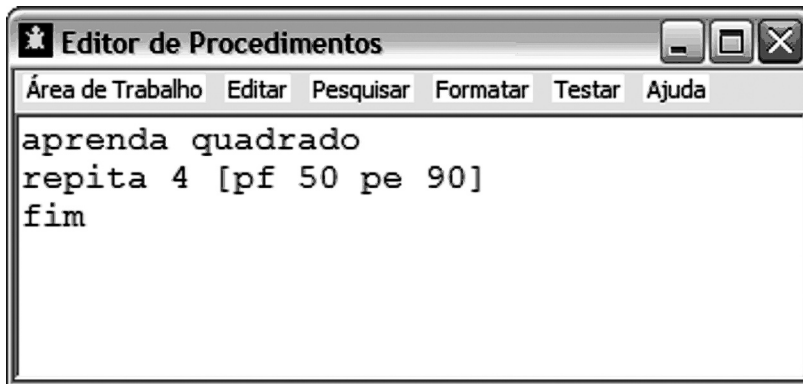 Editor de Procedimentos
Área de Trabalho Editar Pesquisar Formatar Testar Ajuda
aprenda quadrado
repita 4 [pf 50 pe 90]
fim